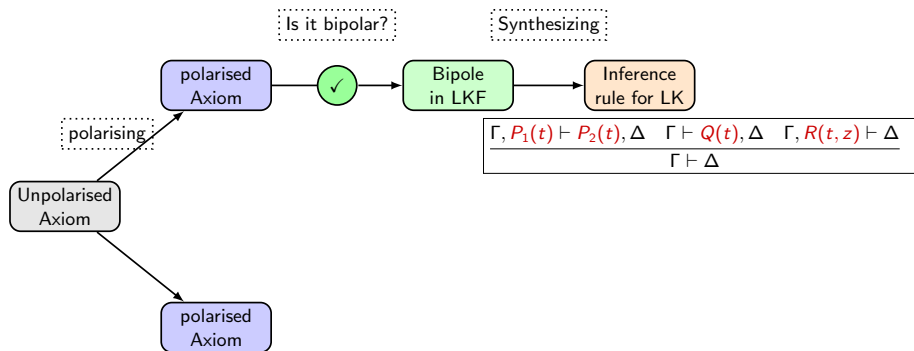 Is it bipolar?
Synthesizing
polarised
Axiom
✓
Bipole
in LKF
Inference
rule for LK
polarising
Γ, P₁(t) ⊢ P₂(t), Δ Γ ⊢ Q(t), Δ Γ, R(t, z) ⊢ Δ
Γ ⊢ Δ
Unpolarised
Axiom
polarised
Axiom